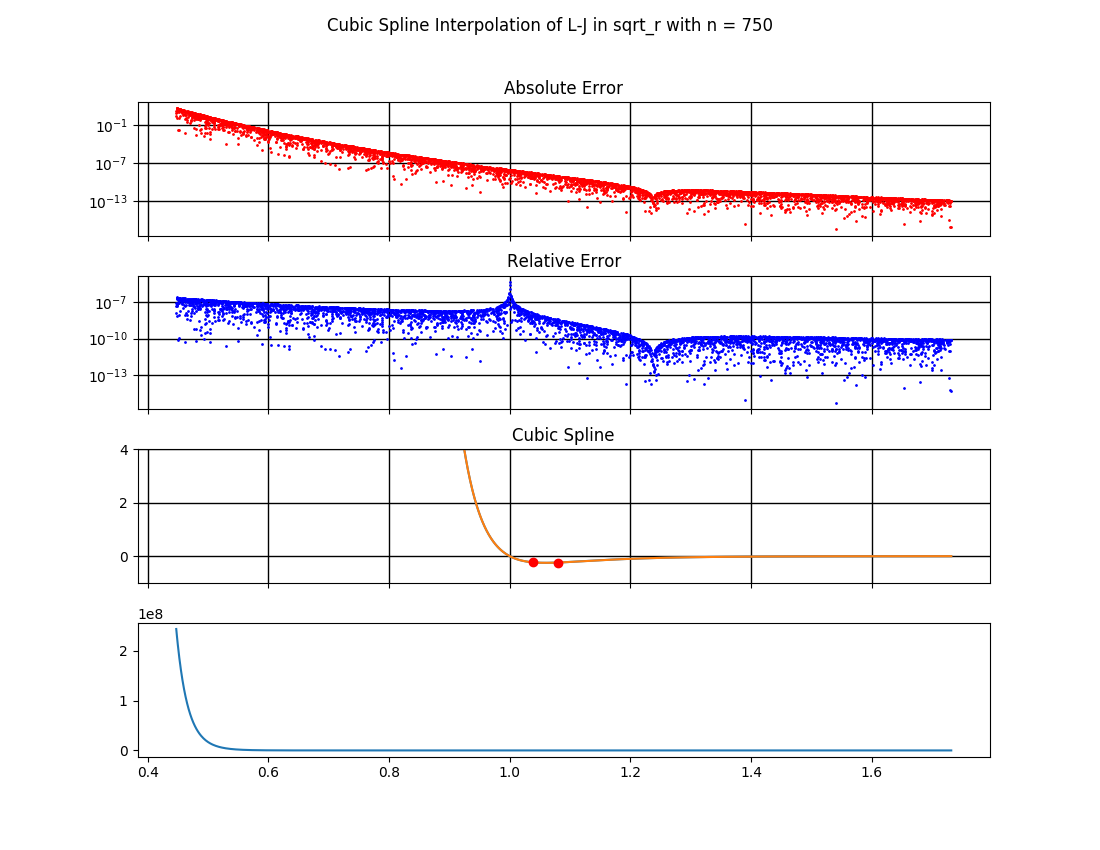 Cubic Spline Interpolation of L-J in sqrt_r with n = 750
Absolute Error
10⁻¹
10⁻⁷
10⁻¹³
Relative Error
10⁻⁷
10⁻¹⁰
10⁻¹³
Cubic Spline
4
2
0
1e8
2
1
0
0.4 0.6 0.8 1.0 1.2 1.4 1.6